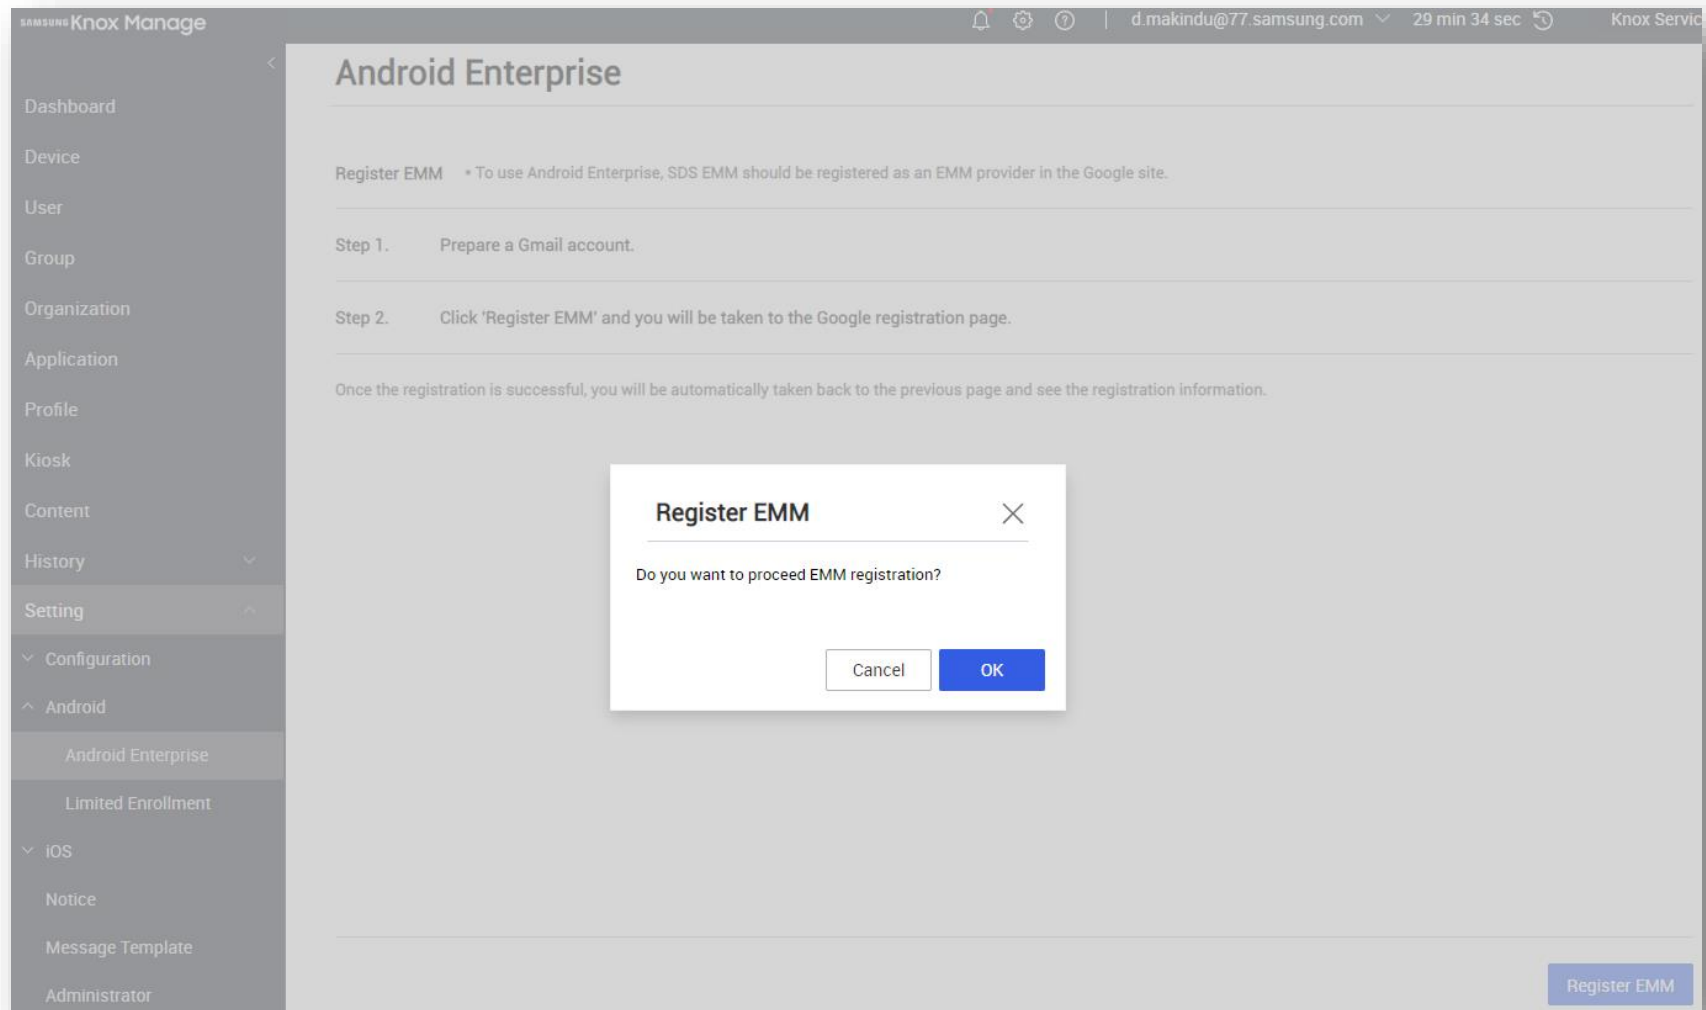 SAMSUNG Knox Manage
d.makindu@77.samsung.com
29 min 34 sec
Knox Servic
Dashboard
Device
User
Group
Organization
Application
Profile
Kiosk
Content
History
Setting
Configuration
Android
Android Enterprise
Limited Enrollment
iOS
Notice
Message Template
Administrator
Android Enterprise
Register EMM • To use Android Enterprise, SDS EMM should be registered as an EMM provider in the Google site.
Step 1. Prepare a Gmail account.
Step 2. Click 'Register EMM' and you will be taken to the Google registration page.
Once the registration is successful, you will be automatically taken back to the previous page and see the registration information.
Register EMM
Do you want to proceed EMM registration?
Cancel OK
Register EMM